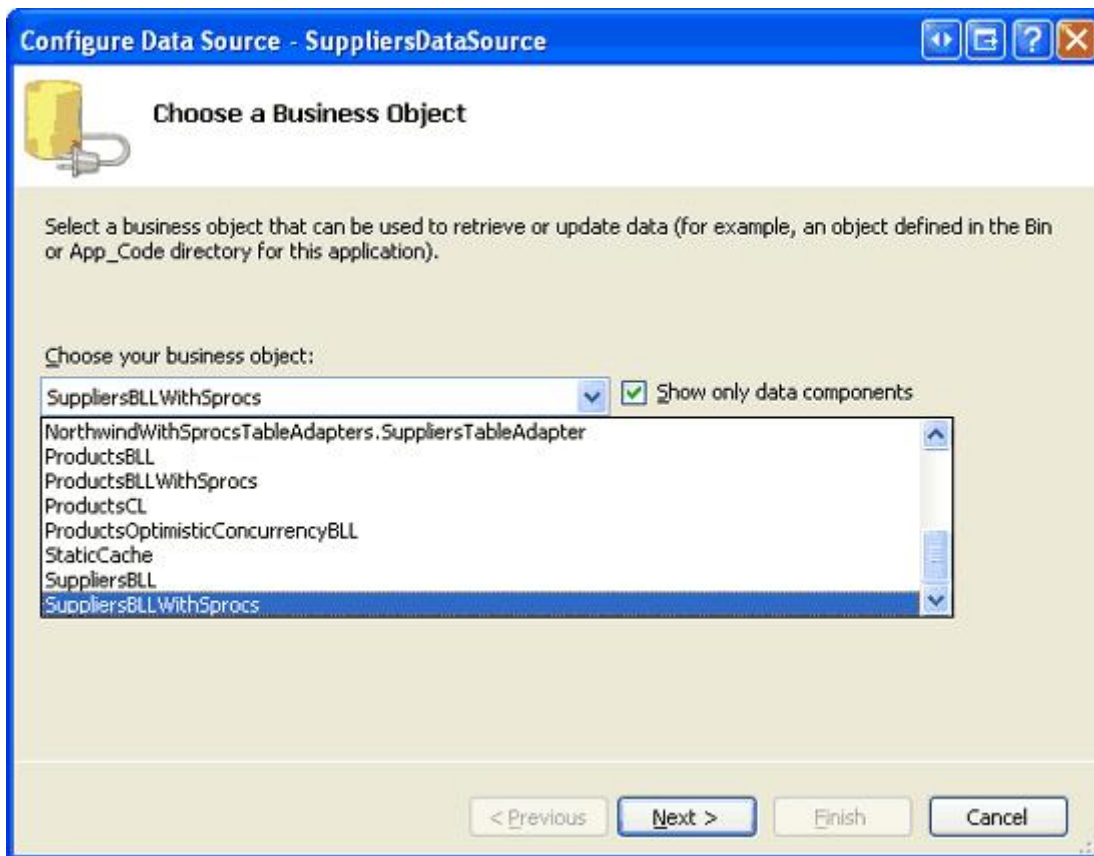 Configure Data Source - SuppliersDataSource
Choose a Business Object
Select a business object that can be used to retrieve or update data (for example, an object defined in the Bin
or App_Code directory for this application).
Choose your business object:
SuppliersBLLWithSprocs
Show only data components
NorthwindWithSprocsTableAdapters.SuppliersTableAdapter
ProductsBLL
ProductsBLLWithSprocs
ProductsCL
ProductsOptimisticConcurrencyBLL
StaticCache
SuppliersBLL
SuppliersBLLWithSprocs
< Previous
Next >
Finish
Cancel